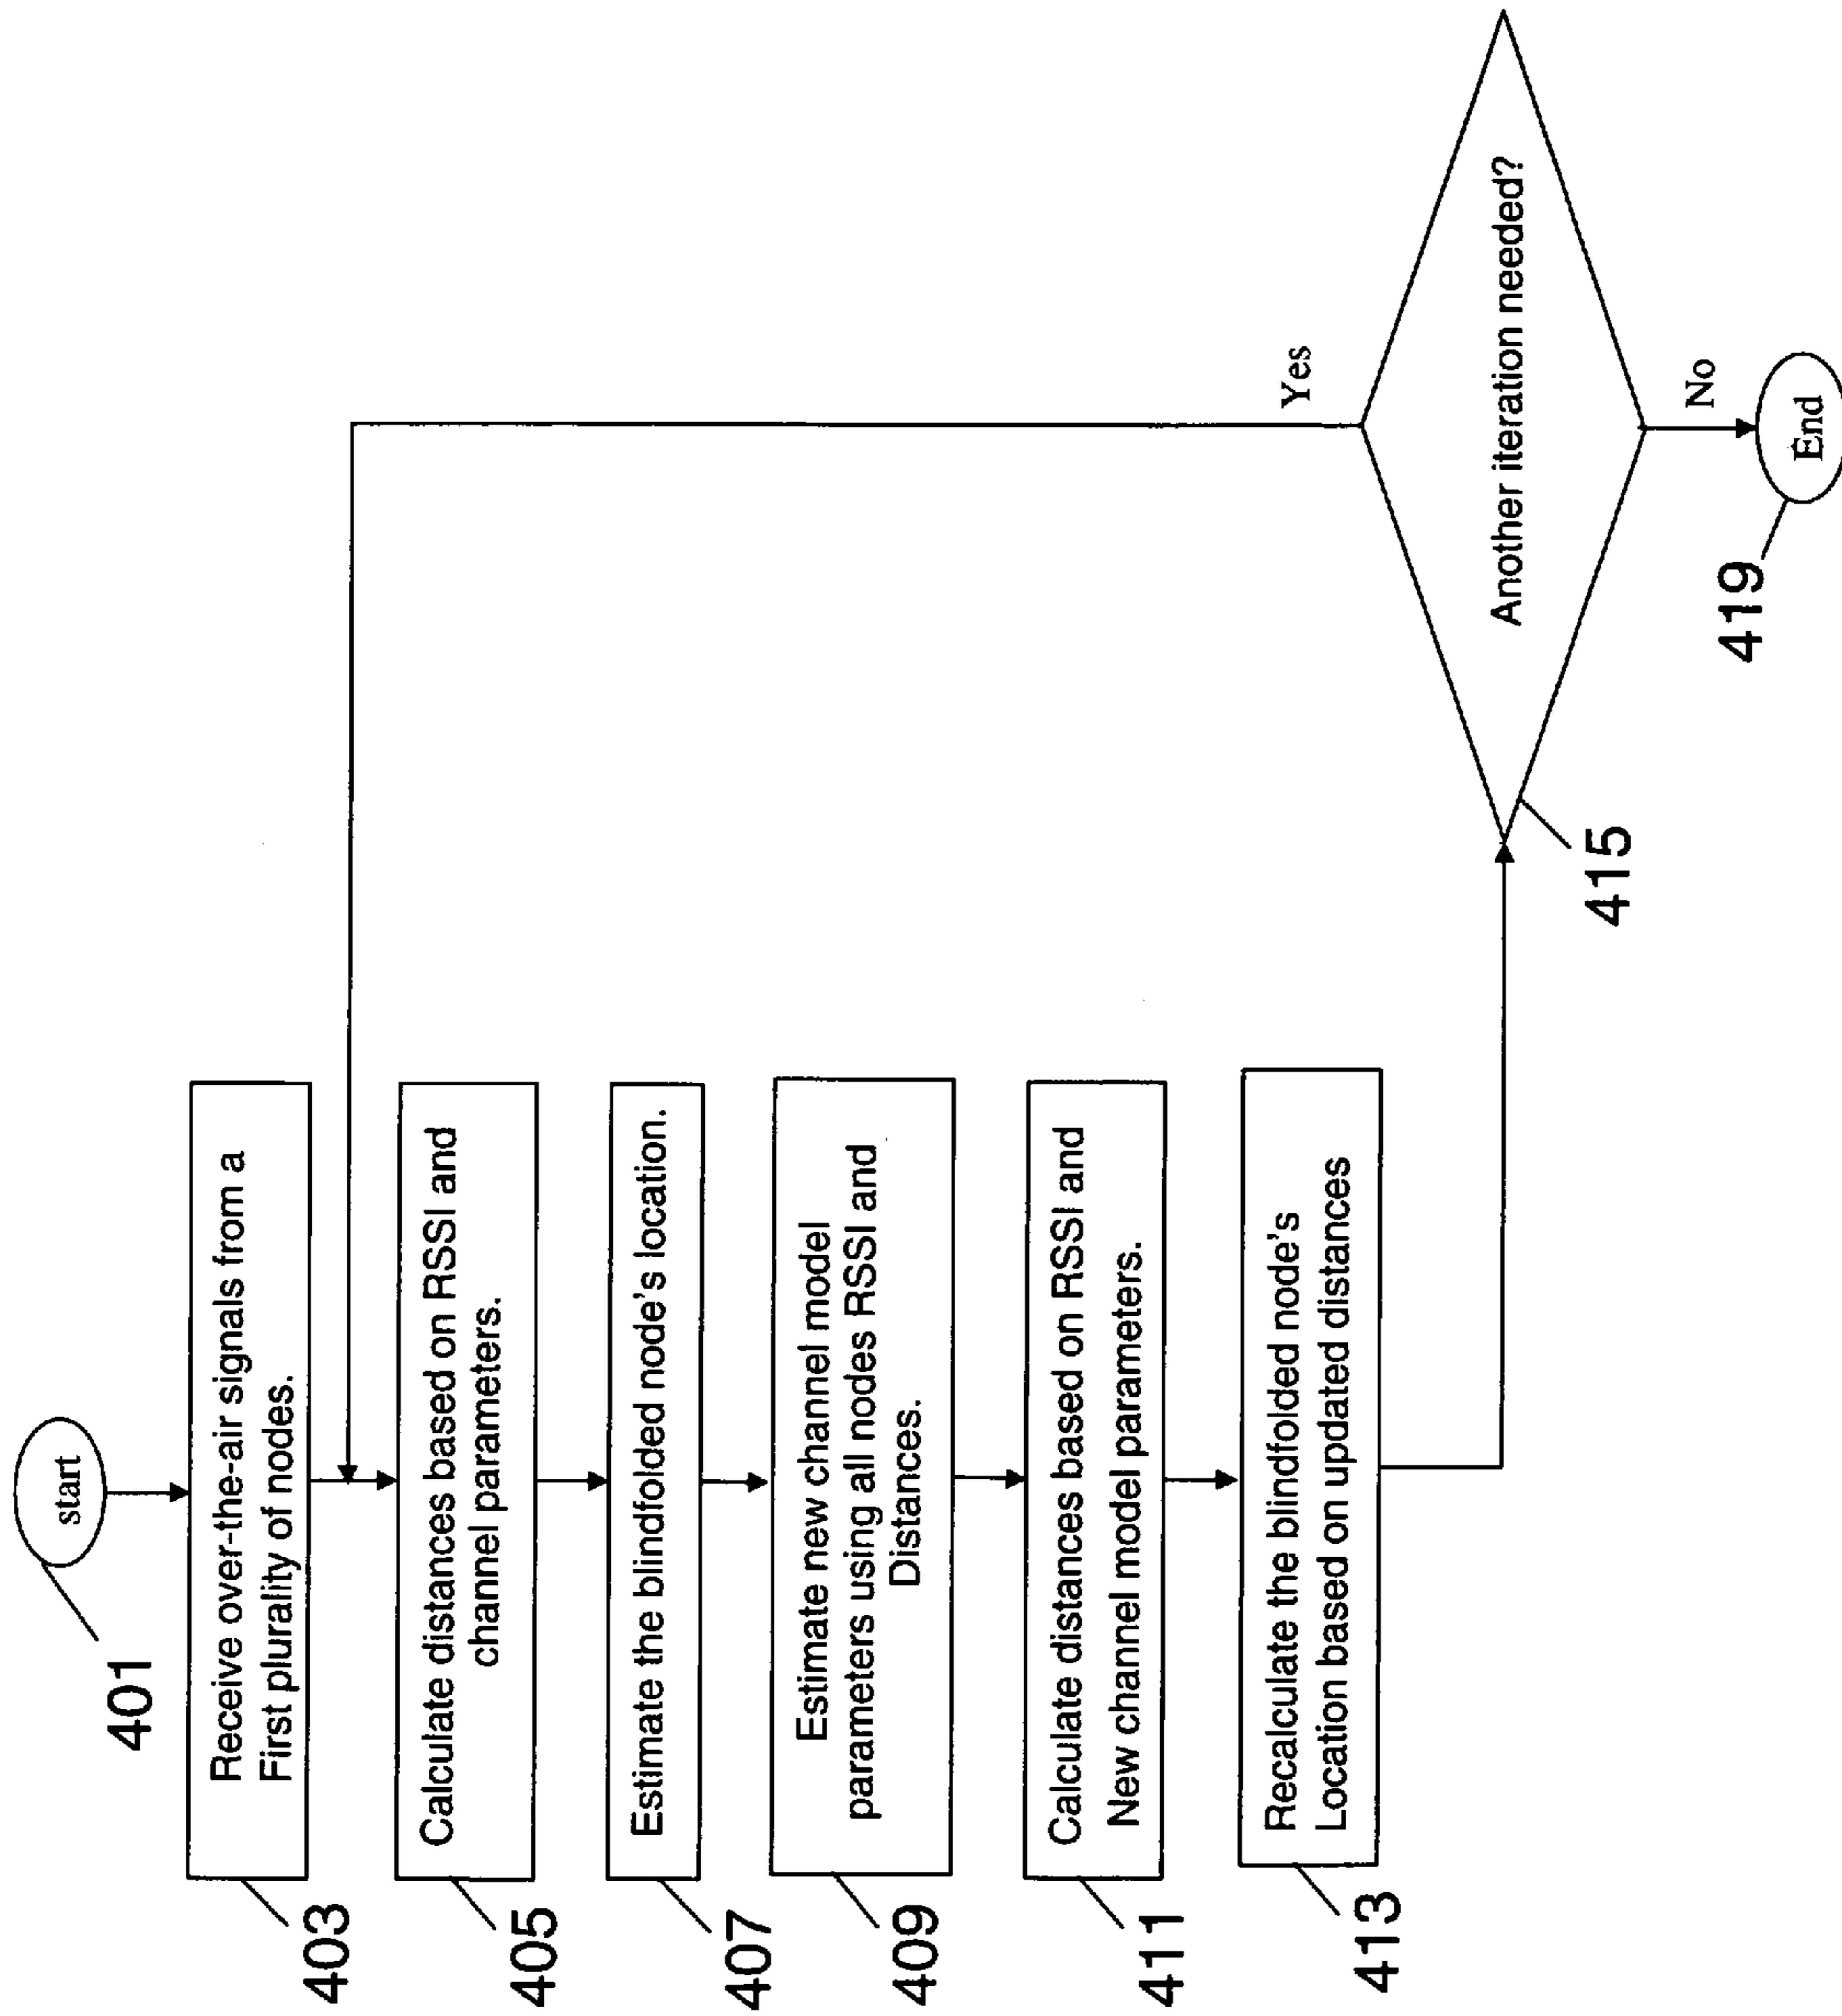 start
401
Receive over-the-air signals from a
First plurality of nodes.
403
Calculate distances based on RSSI and
channel parameters.
405
Estimate the blindfolded node's location.
407
Estimate new channel model
parameters using all nodes RSSI and
Distances.
409
Calculate distances based on RSSI and
New channel model parameters.
411
Recalculate the blindfolded node's
Location based on updated distances
413
Another iteration needed?
415
Yes
No
End
419